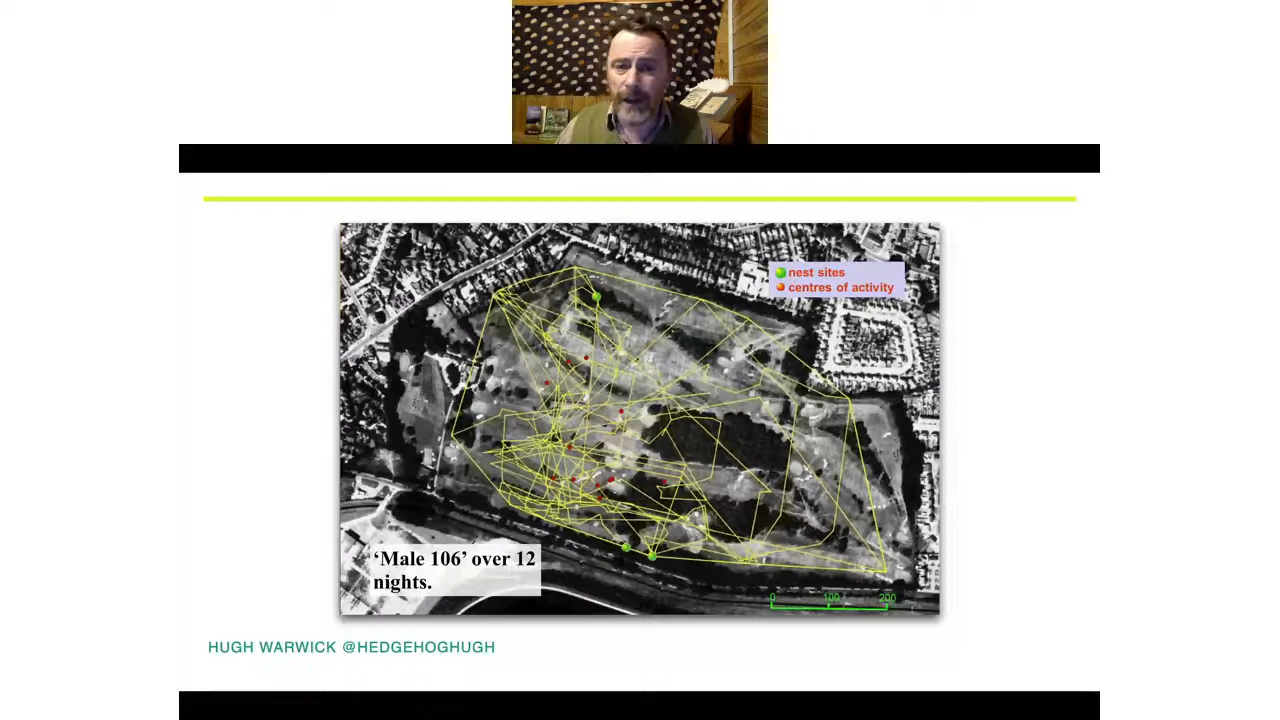 nest sites
centres of activity
‘Male 106’ over 12
nights.
0 100 200
HUGH WARWICK @HEDGEHOGHUGH